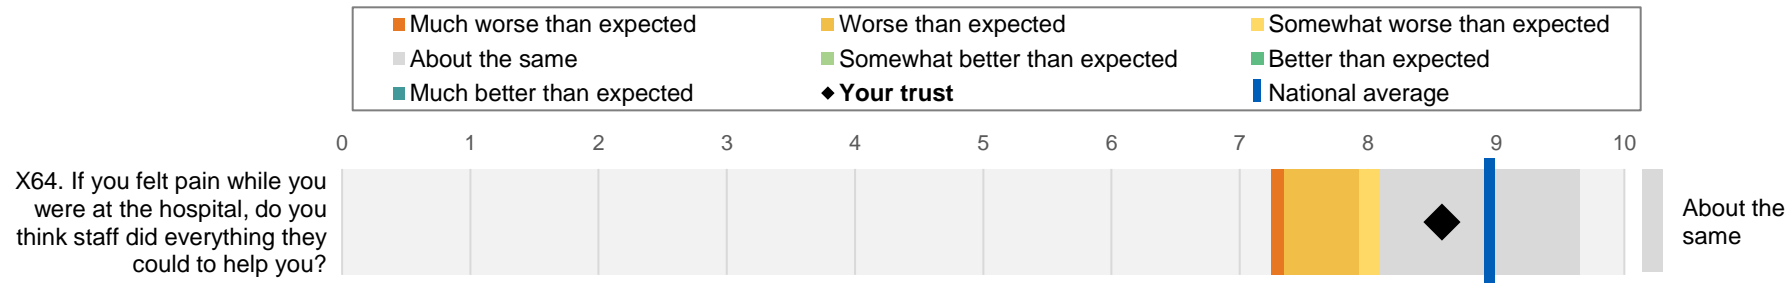 Much worse than expected
Worse than expected
Somewhat worse than expected
About the same
Somewhat better than expected
Better than expected
Much better than expected
Your trust
National average
0 1 2 3 4 5 6 7 8 9 10
X64. If you felt pain while you
were at the hospital, do you
think staff did everything they
could to help you?
About the
same